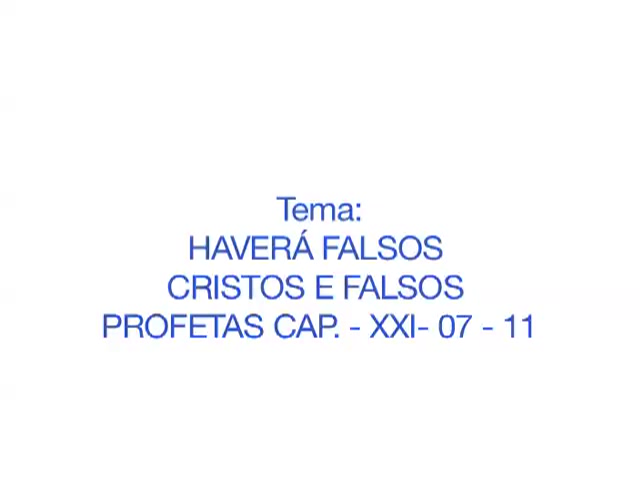 Tema:
HAVERÁ FALSOS
CRISTOS E FALSOS
PROFETAS CAP. - XXI- 07 - 11